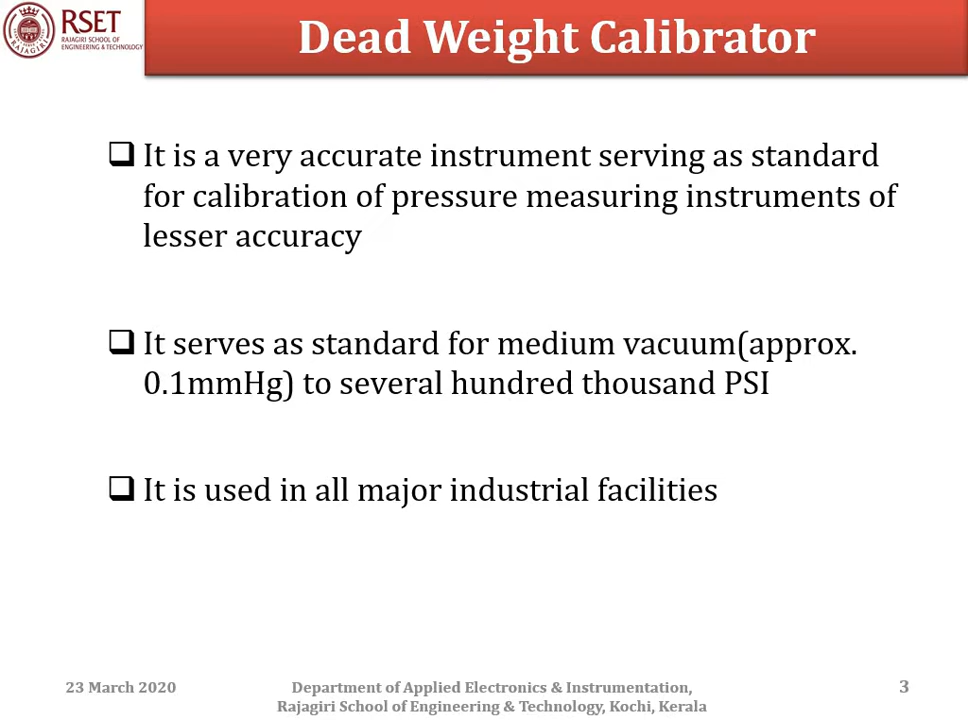 RSET
RAJAGIRI SCHOOL OF
ENGINEERING & TECHNOLOGY
Dead Weight Calibrator
It is a very accurate instrument serving as standard
for calibration of pressure measuring instruments of
lesser accuracy
It serves as standard for medium vacuum(approx.
0.1mmHg) to several hundred thousand PSI
It is used in all major industrial facilities
23 March 2020
Department of Applied Electronics & Instrumentation,
Rajagiri School of Engineering & Technology, Kochi, Kerala
3